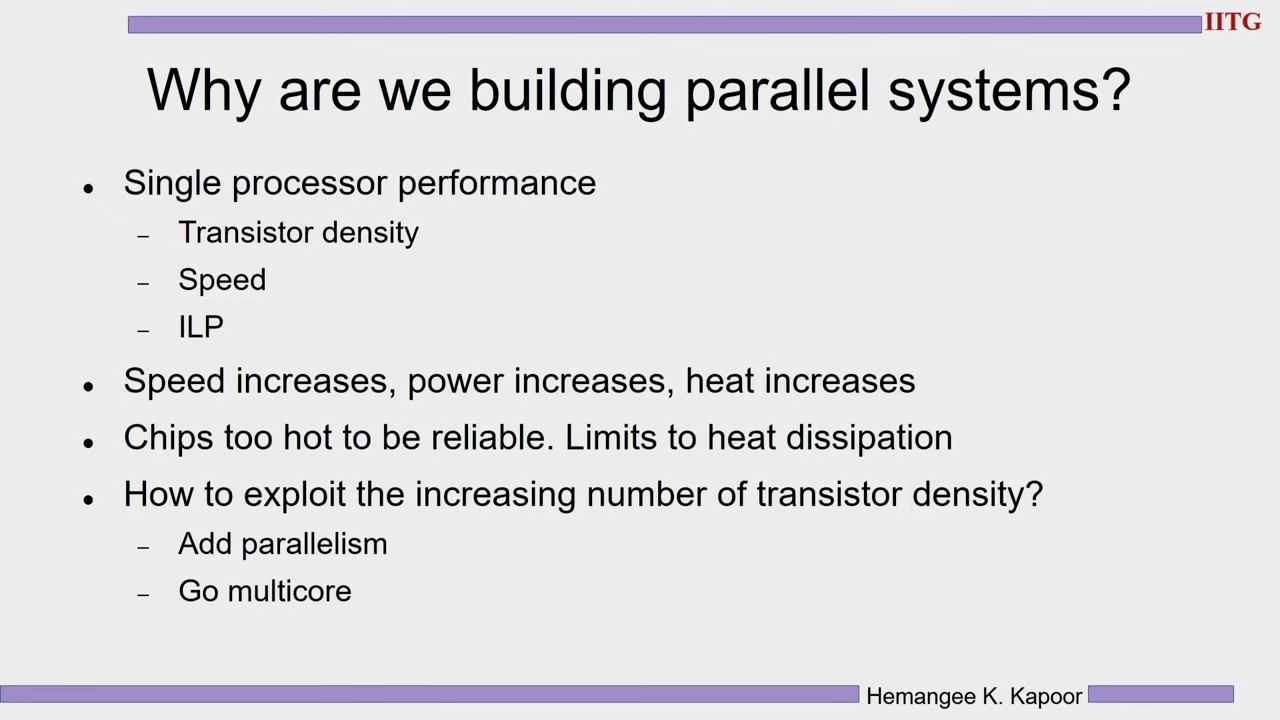 IITG
Why are we building parallel systems?
● Single processor performance
– Transistor density
– Speed
– ILP
● Speed increases, power increases, heat increases
● Chips too hot to be reliable. Limits to heat dissipation
● How to exploit the increasing number of transistor density?
– Add parallelism
– Go multicore
Hemangee K. Kapoor